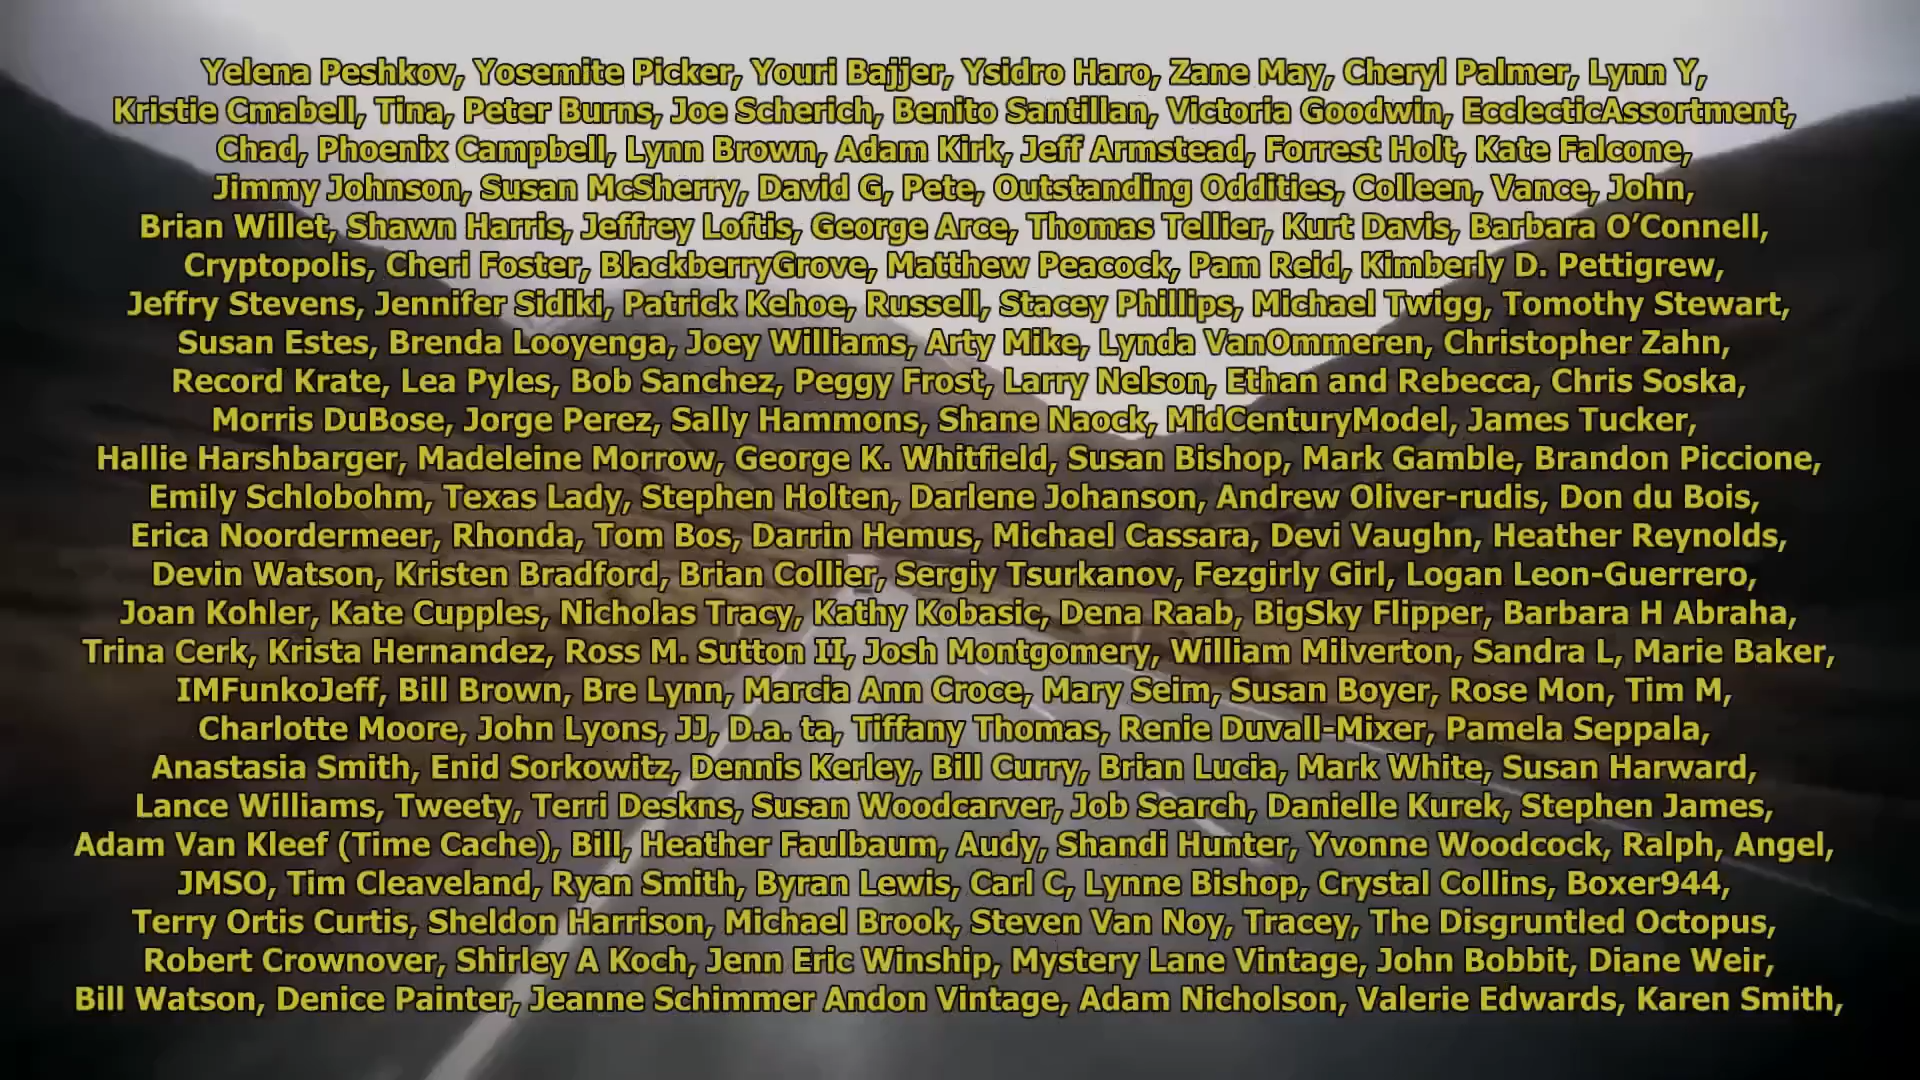 Yelena Peshkov, Yosemite Picker, Youri Bajjer, Ysidro Haro, Zane May, Cheryl Palmer, Lynn Y,
Kristie Cmabell, Tina, Peter Burns, Joe Scherich, Benito Santillan, Victoria Goodwin, EcclecticAssortment,
Chad, Phoenix Campbell, Lynn Brown, Adam Kirk, Jeff Armstead, Forrest Holt, Kate Falcone,
Jimmy Johnson, Susan McSherry, David G, Pete, Outstanding Oddities, Colleen, Vance, John,
Brian Willet, Shawn Harris, Jeffrey Loftis, George Arce, Thomas Tellier, Kurt Davis, Barbara O’Connell,
Cryptopolis, Cheri Foster, BlackberryGrove, Matthew Peacock, Pam Reid, Kimberly D. Pettigrew,
Jeffry Stevens, Jennifer Sidiki, Patrick Kehoe, Russell, Stacey Phillips, Michael Twigg, Tomothy Stewart,
Susan Estes, Brenda Looyenga, Joey Williams, Arty Mike, Lynda VanOmmeren, Christopher Zahn,
Record Krate, Lea Pyles, Bob Sanchez, Peggy Frost, Larry Nelson, Ethan and Rebecca, Chris Soska,
Morris DuBose, Jorge Perez, Sally Hammons, Shane Naock, MidCenturyModel, James Tucker,
Hallie Harshbarger, Madeleine Morrow, George K. Whitfield, Susan Bishop, Mark Gamble, Brandon Piccione,
Emily Schlobohm, Texas Lady, Stephen Holten, Darlene Johanson, Andrew Oliver-rudis, Don du Bois,
Erica Noordermeer, Rhonda, Tom Bos, Darrin Hemus, Michael Cassara, Devi Vaughn, Heather Reynolds,
Devin Watson, Kristen Bradford, Brian Collier, Sergiy Tsurkanov, Fezgirly Girl, Logan Leon-Guerrero,
Joan Kohler, Kate Cupples, Nicholas Tracy, Kathy Kobasic, Dena Raab, BigSky Flipper, Barbara H Abraha,
Trina Cerk, Krista Hernandez, Ross M. Sutton II, Josh Montgomery, William Milverton, Sandra L, Marie Baker,
IMFunkoJeff, Bill Brown, Bre Lynn, Marcia Ann Croce, Mary Seim, Susan Boyer, Rose Mon, Tim M,
Charlotte Moore, John Lyons, JJ, D.a. ta, Tiffany Thomas, Renie Duvall-Mixer, Pamela Seppala,
Anastasia Smith, Enid Sorkowitz, Dennis Kerley, Bill Curry, Brian Lucia, Mark White, Susan Harward,
Lance Williams, Tweety, Terri Deskns, Susan Woodcarver, Job Search, Danielle Kurek, Stephen James,
Adam Van Kleef (Time Cache), Bill, Heather Faulbaum, Audy, Shandi Hunter, Yvonne Woodcock, Ralph, Angel,
JMSO, Tim Cleaveland, Ryan Smith, Byran Lewis, Carl C, Lynne Bishop, Crystal Collins, Boxer944,
Terry Ortis Curtis, Sheldon Harrison, Michael Brook, Steven Van Noy, Tracey, The Disgruntled Octopus,
Robert Crownover, Shirley A Koch, Jenn Eric Winship, Mystery Lane Vintage, John Bobbit, Diane Weir,
Bill Watson, Denice Painter, Jeanne Schimmer Andon Vintage, Adam Nicholson, Valerie Edwards, Karen Smith,